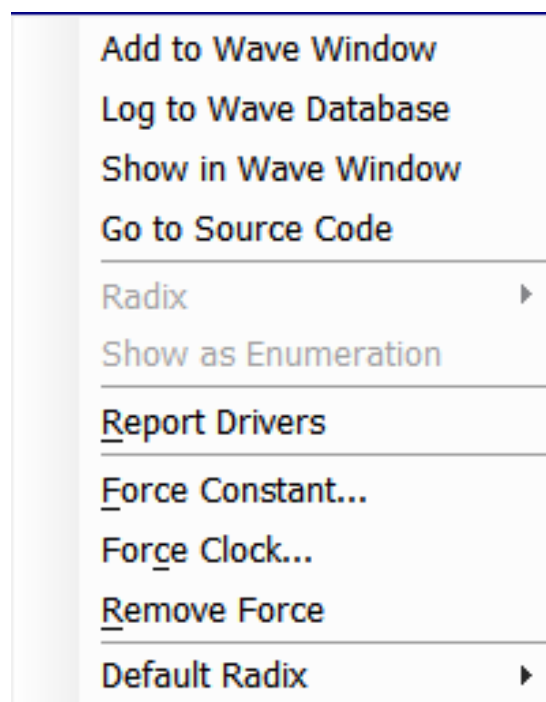 Add to Wave Window
Log to Wave Database
Show in Wave Window
Go to Source Code
Radix
Show as Enumeration
Report Drivers
Force Constant...
Force Clock...
Remove Force
Default Radix